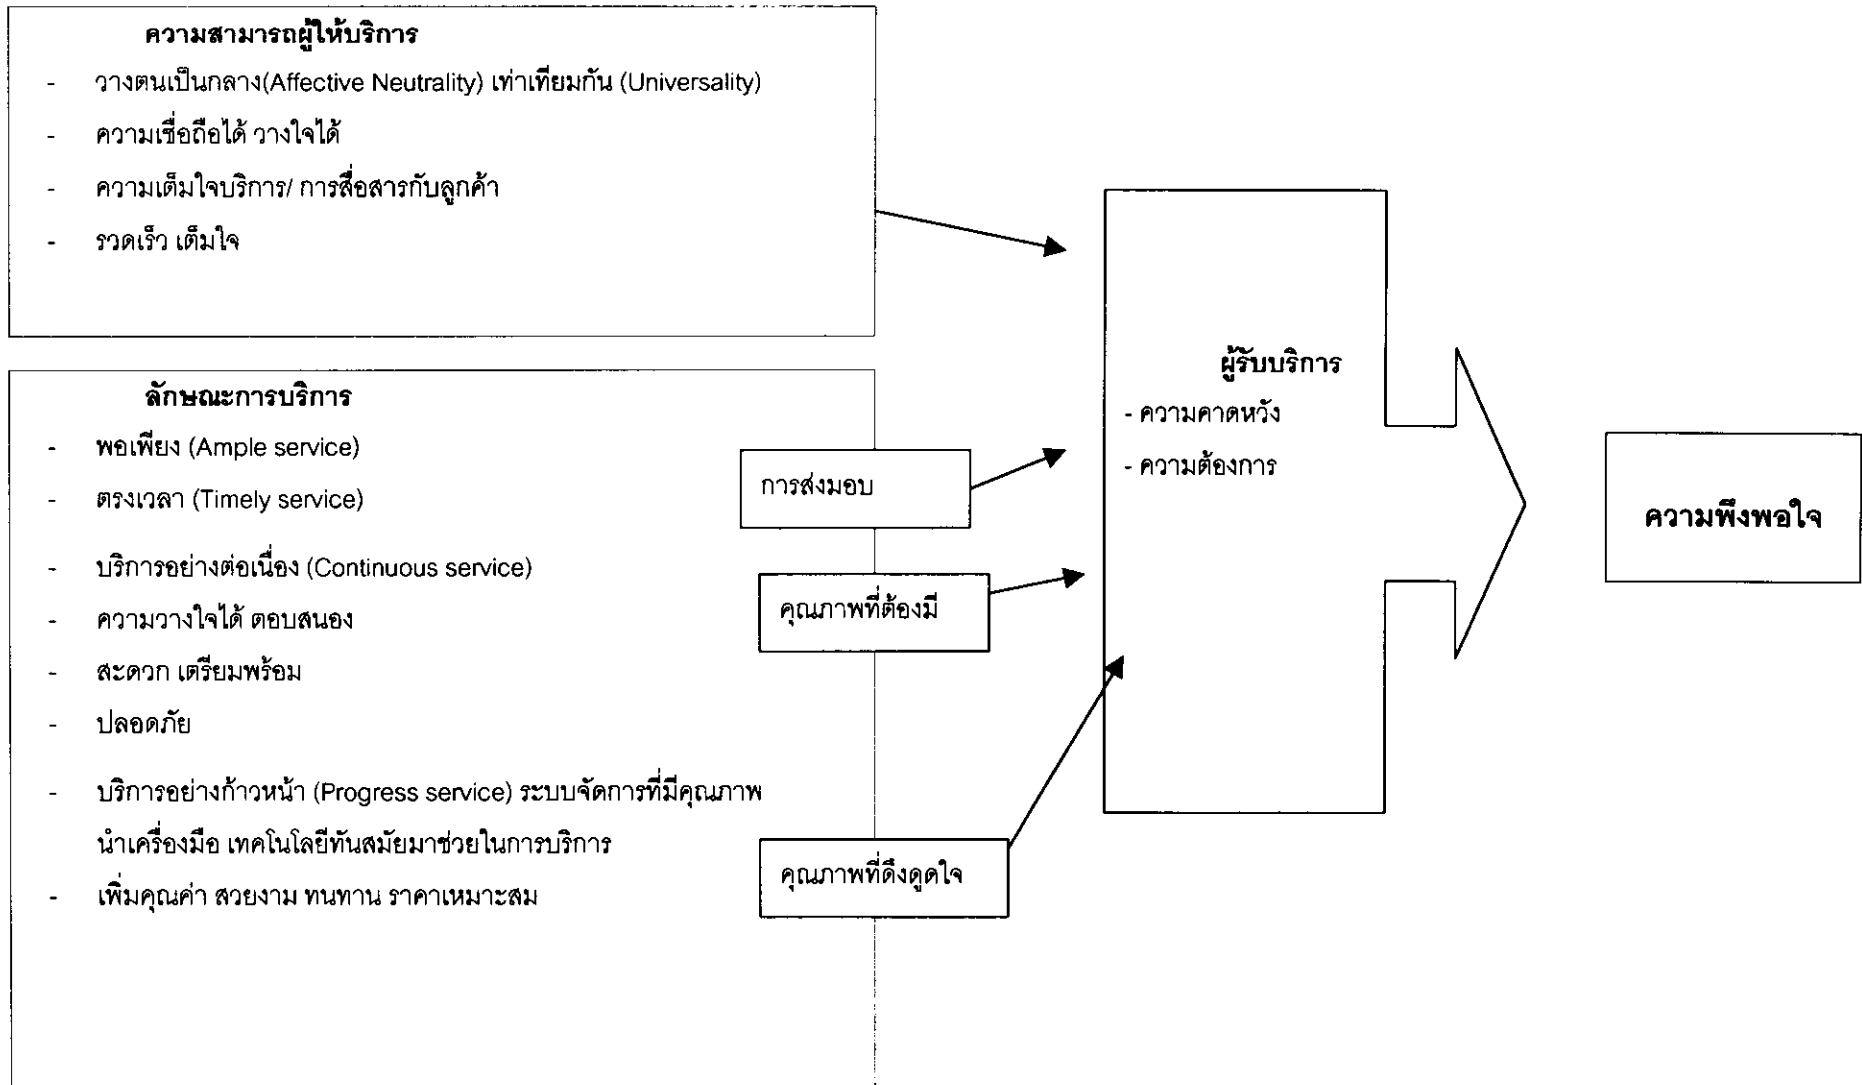 ความสามารถผู้ให้บริการ
- วางตนเป็นกลาง(Affective Neutrality) เท่าเทียมกัน (Universality)
- ความเชื่อถือได้ วางใจได้
- ความเต็มใจบริการ/ การสื่อสารกับลูกค้า
- รวดเร็ว เต็มใจ
ลักษณะการบริการ
- พอเพียง (Ample service)
- ตรงเวลา (Timely service)
- บริการอย่างต่อเนื่อง (Continuous service)
- ความวางใจได้ ตอบสนอง
- สะดวก เตรียมพร้อม
- ปลอดภัย
- บริการอย่างก้าวหน้า (Progress service) ระบบจัดการที่มีคุณภาพ
นำเครื่องมือ เทคโนโลยีทันสมัยมาช่วยในการบริการ
- เพิ่มคุณค่า สวยงาม ทนทาน ราคาเหมาะสม
การส่งมอบ
คุณภาพที่ต้องมี
คุณภาพที่ดึงดูดใจ
ผู้รับบริการ
- ความคาดหวัง
- ความต้องการ
ความพึงพอใจ